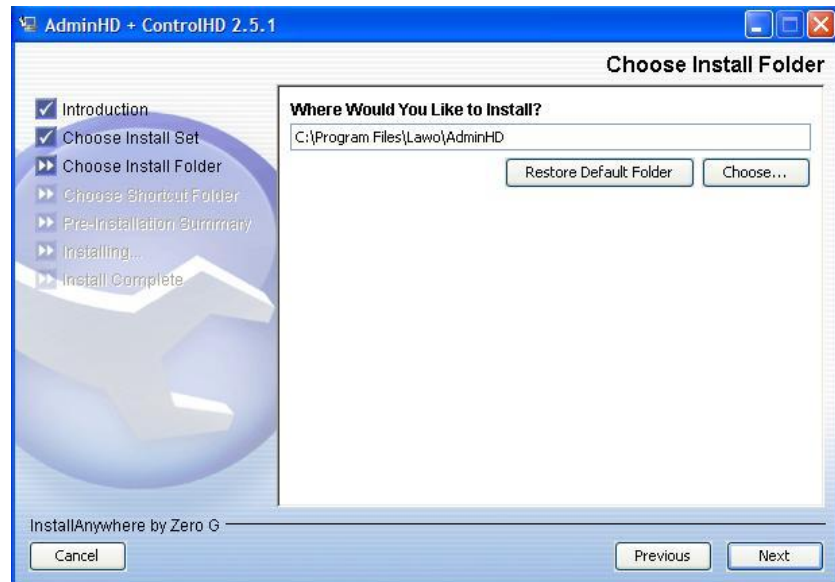 AdminHD + ControlHD 2.5.1
Choose Install Folder
Introduction
Choose Install Set
Choose Install Folder
Choose Shortcut Folder
Pre-Installation Summary
Installing...
Install Complete
Where Would You Like to Install?
C:\Program Files\Lawo\AdminHD
Restore Default Folder
Choose...
InstallAnywhere by Zero G
Cancel
Previous
Next